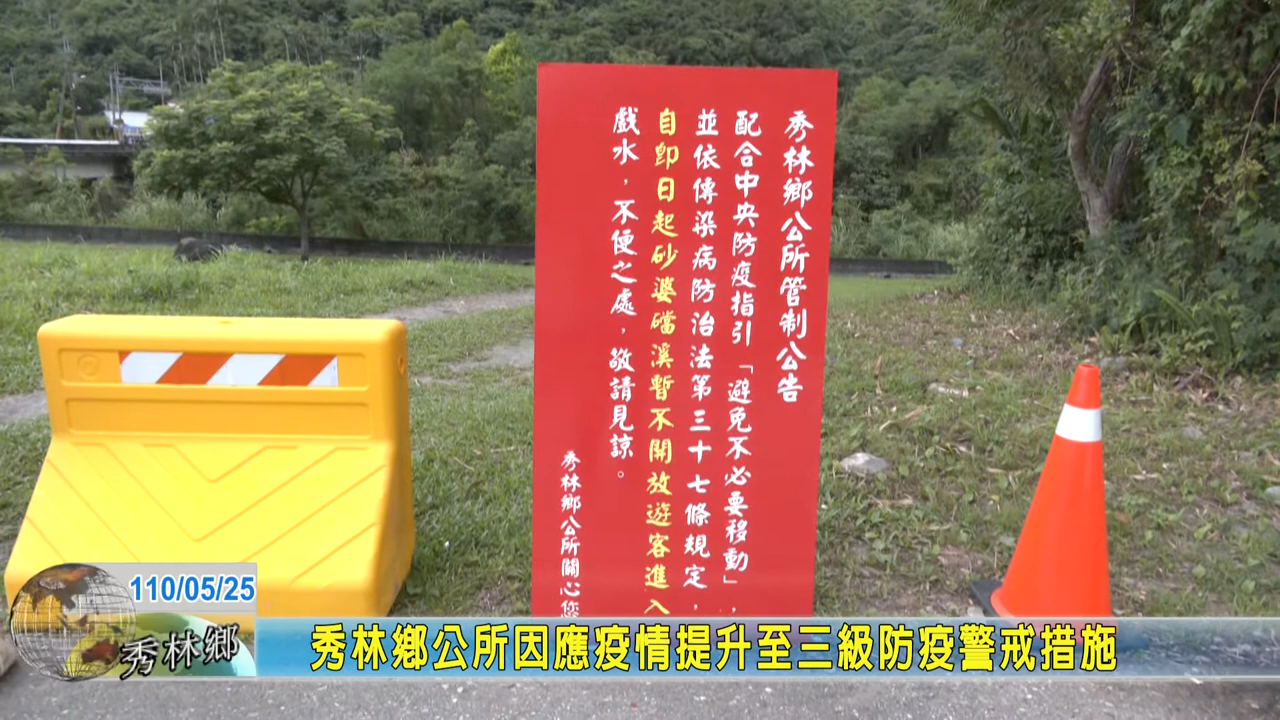 秀林鄉公所管制公告
配合中央防疫指引「避免不必要移動」，
並依傳染病防治法第三十七條規定，
自即日起砂婆礑溪暫不開放遊客進入
戲水，不便之處，敬請見諒。
秀林鄉公所關心您
110/05/25
秀林鄉
秀林鄉公所因應疫情提升至三級防疫警戒措施